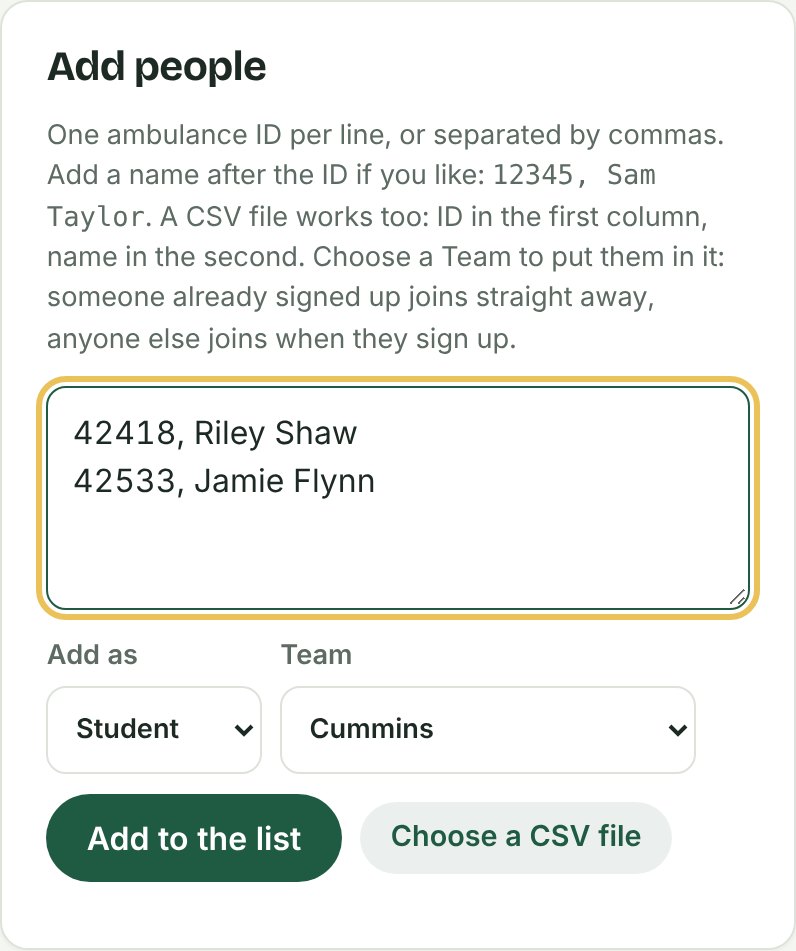 Add people
One ambulance ID per line, or separated by commas.
Add a name after the ID if you like: 12345, Sam
Taylor. A CSV file works too: ID in the first column,
name in the second. Choose a Team to put them in it:
someone already signed up joins straight away,
anyone else joins when they sign up.
42418, Riley Shaw
42533, Jamie Flynn
Add as Team
Student Cummins
Add to the list Choose a CSV file